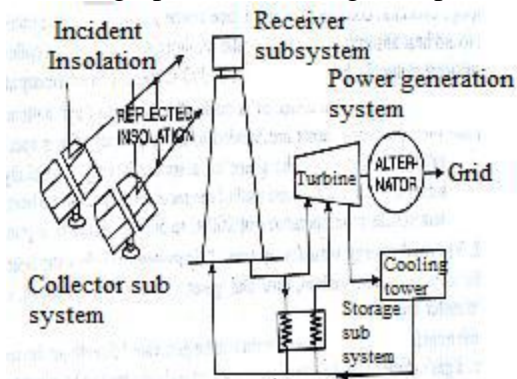 Receiver
subsystem
Incident
Insolation
Power generation
system
REFLECTED
INSOLATION
Turbine
ALTER-
NATOR
Grid
Cooling
tower
Collector sub
system
Storage
sub
system